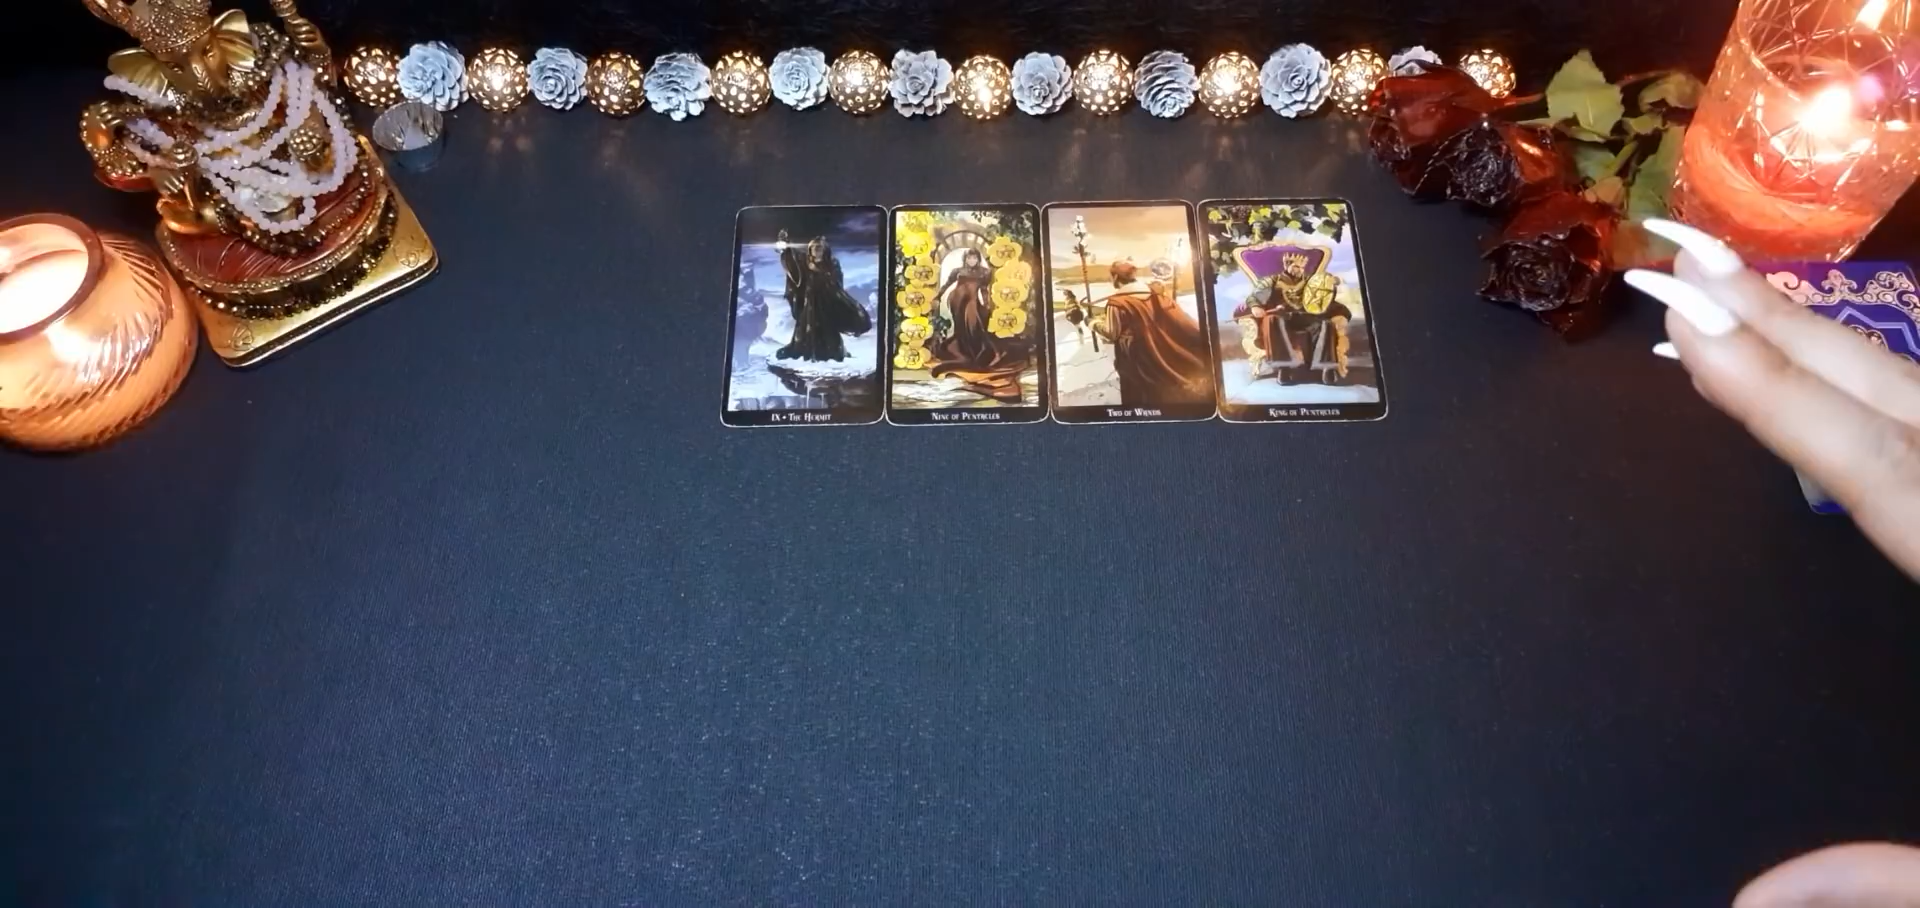 IX • The Hermit
Nine of Pentacles
Two of Wands
King of Pentacles